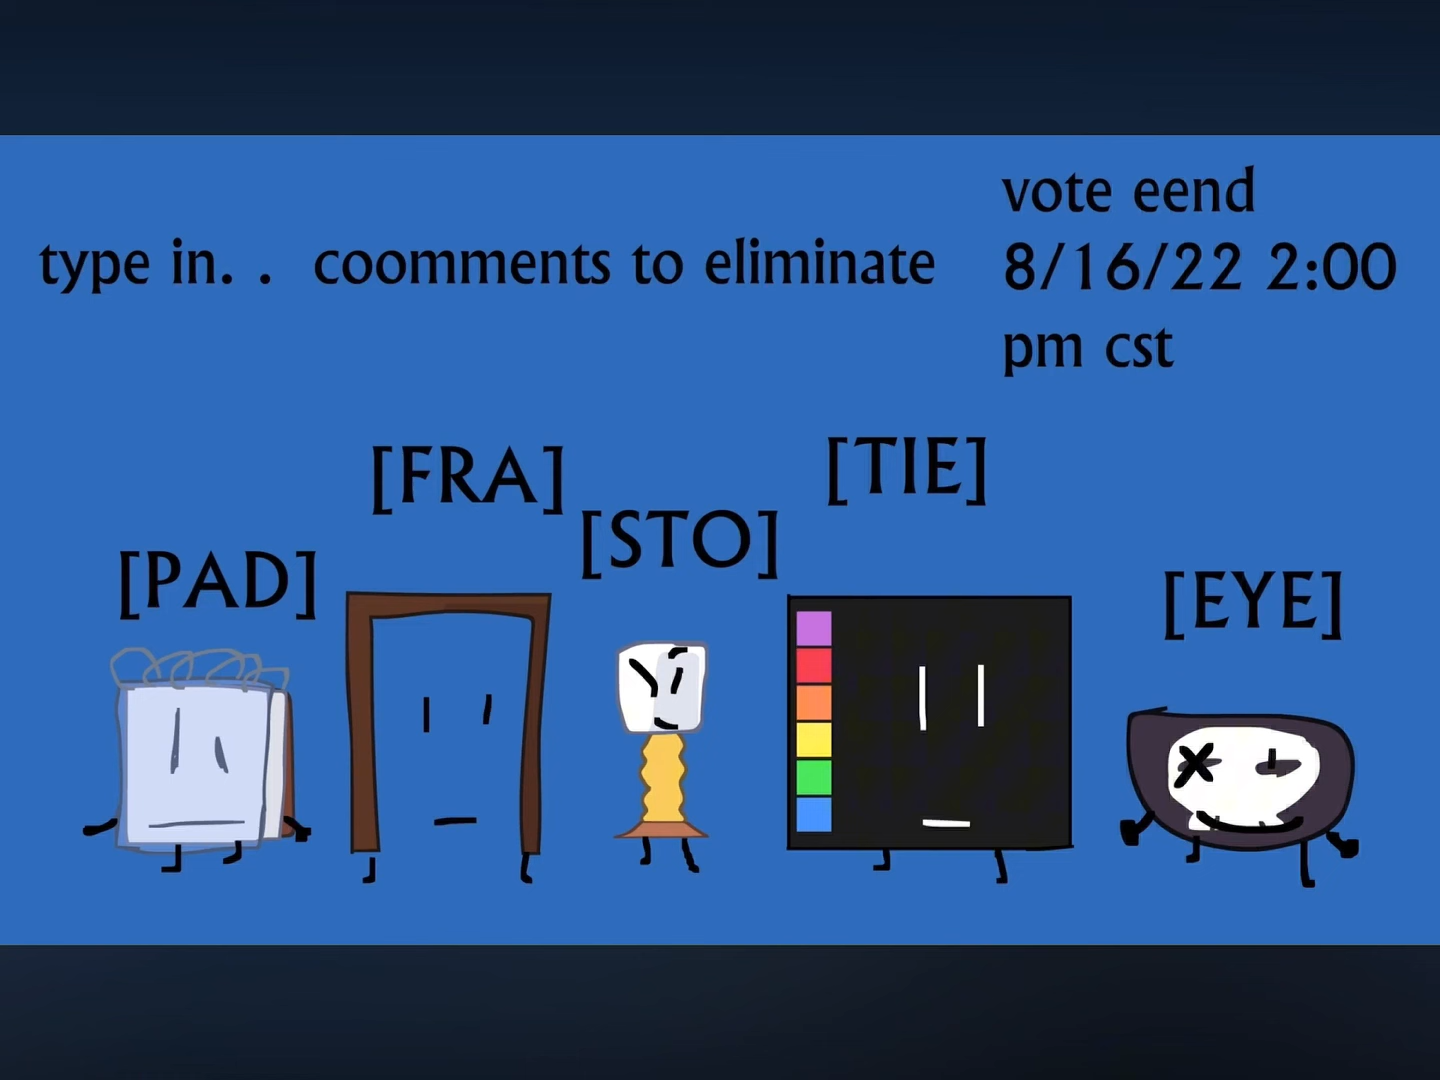 type in. .  coomments to eliminate
vote eend
8/16/22 2:00
pm cst
[PAD]
[FRA]
[STO]
[TIE]
[EYE]